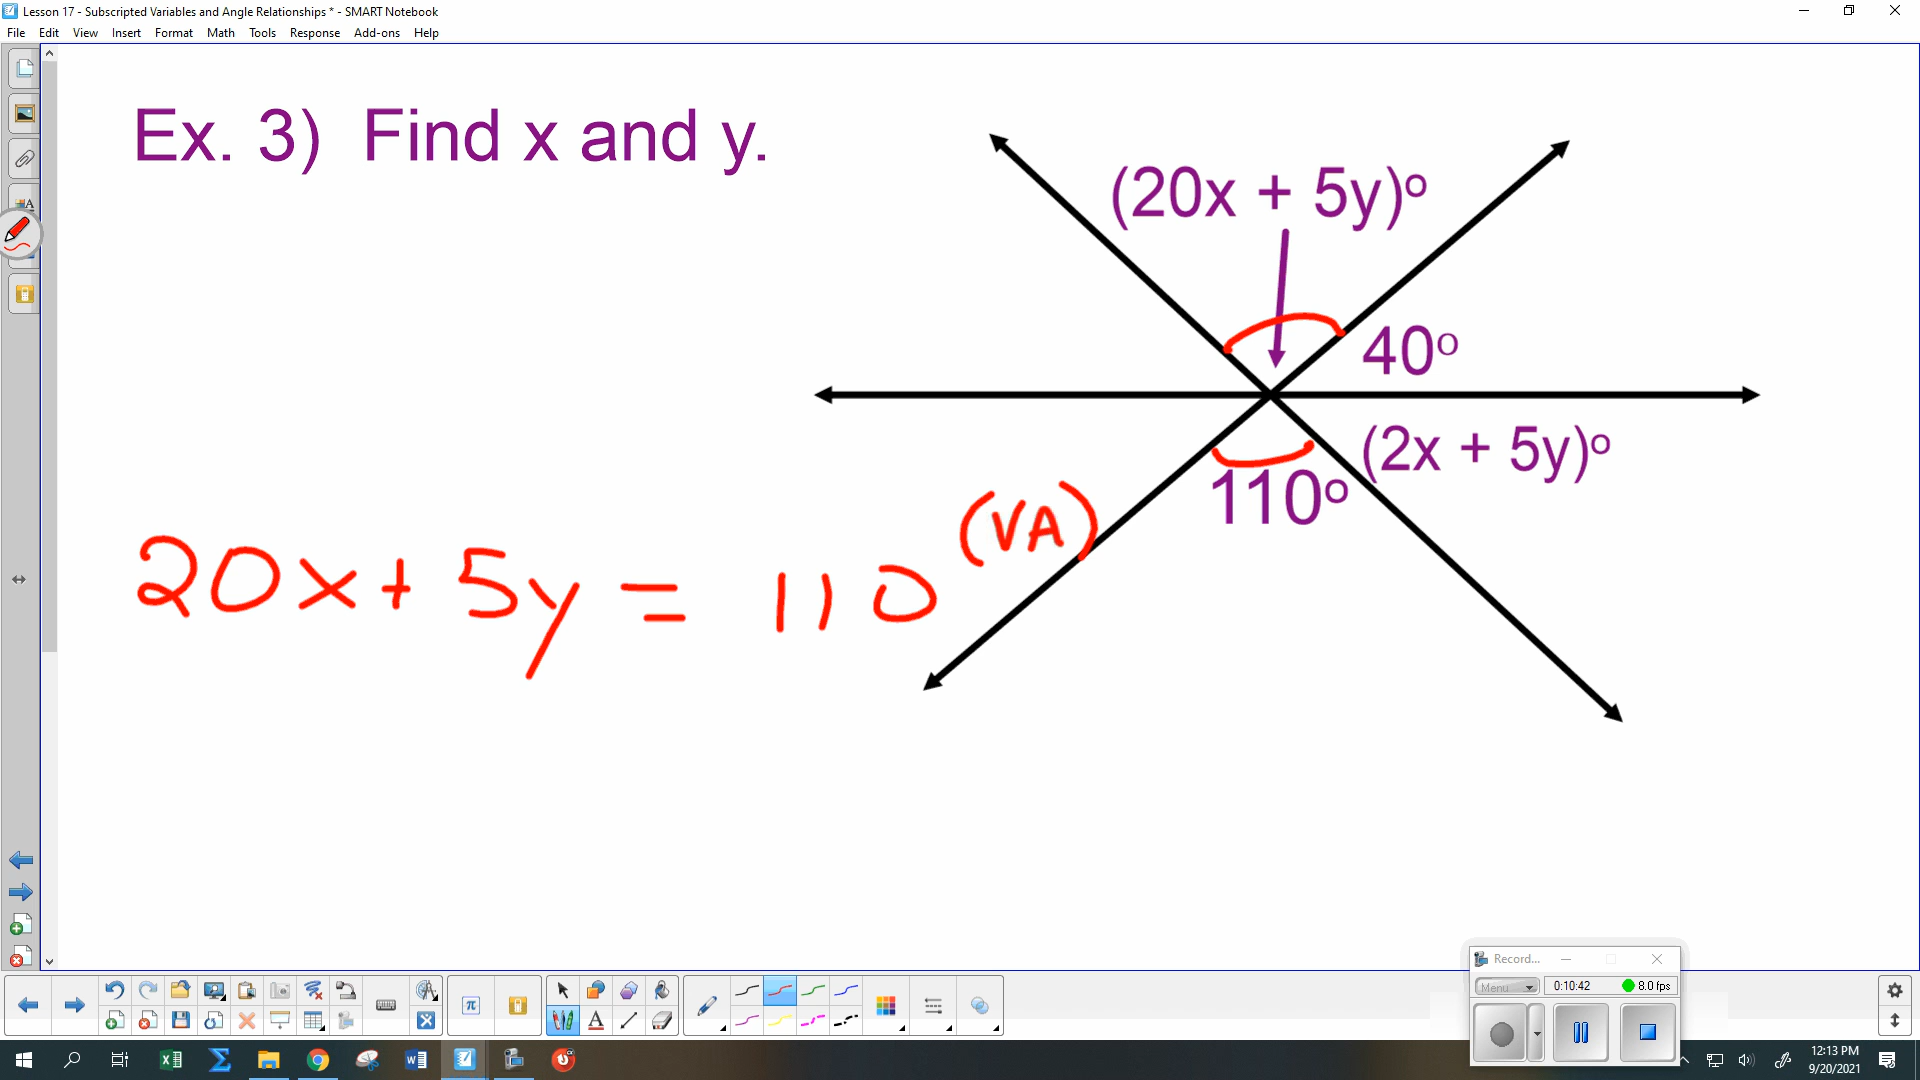 Lesson 17 - Subscripted Variables and Angle Relationships * - SMART Notebook
File Edit View Insert Format Math Tools Response Add-ons Help
Ex. 3) Find x and y.
(20x + 5y)º
40º
(2x + 5y)º
110º
(VA)
20x + 5y = 110
Record...
Menu 0:10:42 8.0 fps
12:13 PM
9/20/2021